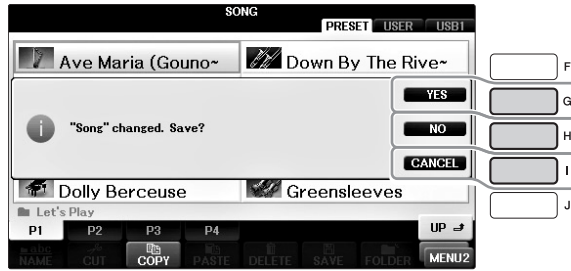 SONG
PRESET USER USB1
Ave Maria (Gouno~ Down By The Rive~
F
YES
G
"Song" changed. Save?
NO
H
CANCEL
I
Dolly Berceuse Greensleeves
J
Let's Play
P1 P2 P3 P4 UP
abc
NAME CUT COPY PASTE DELETE SAVE FOLDER MENU2